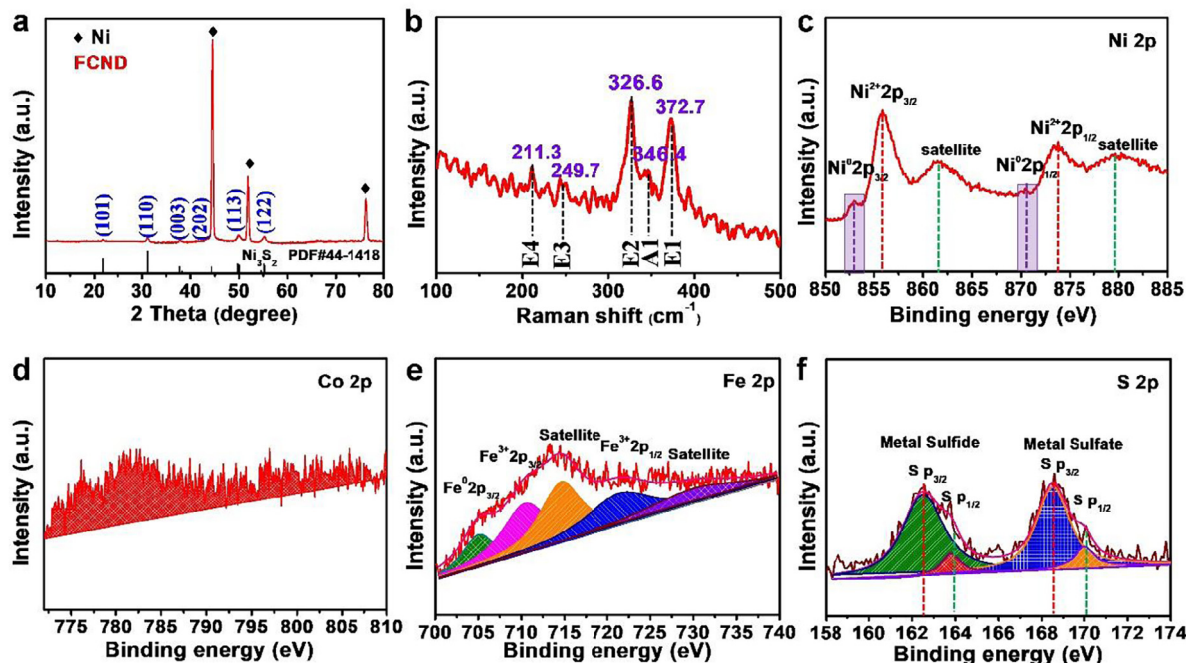 a
◆ Ni
FCND
Intensity (a.u.)
(101)
(110)
(003)
(202)
(113)
(122)
Ni₃S₂ PDF#44-1418
10 20 30 40 50 60 70 80
2 Theta (degree)
b
Intensity (a.u.)
326.6
372.7
211.3
249.7
346.4
E4
E3
E2
A1
E1
100 200 300 400 500
Raman shift (cm⁻¹)
c
Ni 2p
Intensity (a.u.)
Ni²⁺2p₃/₂
Ni⁰2p₃/₂
satellite
Ni²⁺2p₁/₂
Ni⁰2p₁/₂
satellite
850 855 860 865 870 875 880 885
Binding energy (eV)
d
Co 2p
Intensity (a.u.)
775 780 785 790 795 800 805 810
Binding energy (eV)
e
Fe 2p
Intensity (a.u.)
Satellite
Fe³⁺2p₃/₂
Fe³⁺2p₁/₂
Satellite
Fe⁰2p₃/₂
700 705 710 715 720 725 730 735 740
Binding energy (eV)
f
S 2p
Intensity (a.u.)
Metal Sulfide
S p₃/₂
S p₁/₂
Metal Sulfate
S p₃/₂
S p₁/₂
158 160 162 164 166 168 170 172 174
Binding energy (eV)